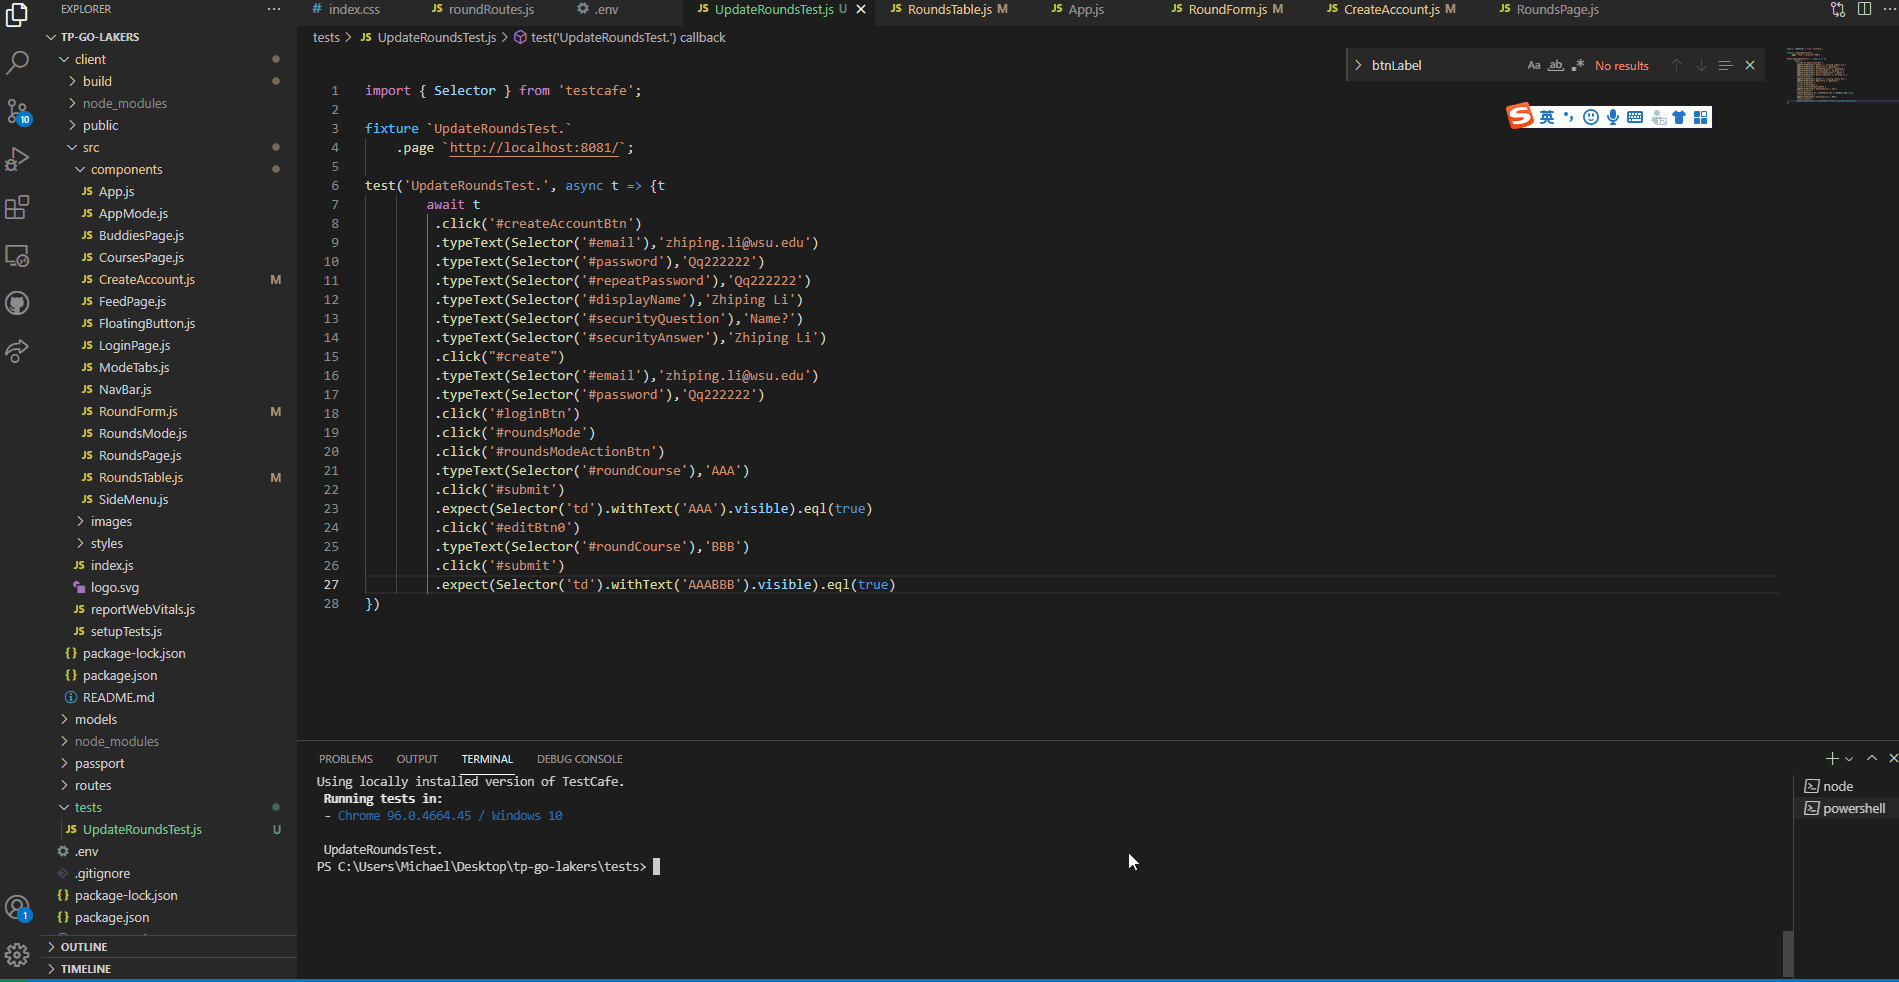 EXPLORER
index.css
JS roundRoutes.js
.env
JS UpdateRoundsTest.js U
JS RoundsTable.js M
JS App.js
JS RoundForm.js M
JS CreateAccount.js M
JS RoundsPage.js
TP-GO-LAKERS
client
build
node_modules
public
src
components
JS App.js
JS AppMode.js
JS BuddiesPage.js
JS CoursesPage.js
JS CreateAccount.js M
JS FeedPage.js
JS FloatingButton.js
JS LoginPage.js
JS ModeTabs.js
JS NavBar.js
JS RoundForm.js M
JS RoundsMode.js
JS RoundsPage.js
JS RoundsTable.js M
JS SideMenu.js
images
styles
JS index.js
logo.svg
JS reportWebVitals.js
JS setupTests.js
{} package-lock.json
{} package.json
README.md
models
node_modules
passport
routes
tests
JS UpdateRoundsTest.js U
.env
.gitignore
{} package-lock.json
{} package.json
OUTLINE
TIMELINE
10
1
tests > JS UpdateRoundsTest.js > test('UpdateRoundsTest.') callback
btnLabel Aa ab No results
S 英
1 import { Selector } from 'testcafe';
2
3 fixture `UpdateRoundsTest.`
4 .page `http://localhost:8081/`;
5
6 test('UpdateRoundsTest.', async t => {t
7 await t
8 .click('#createAccountBtn')
9 .typeText(Selector('#email'),'zhiping.li@wsu.edu')
10 .typeText(Selector('#password'),'Qq222222')
11 .typeText(Selector('#repeatPassword'),'Qq222222')
12 .typeText(Selector('#displayName'),'Zhiping Li')
13 .typeText(Selector('#securityQuestion'),'Name?')
14 .typeText(Selector('#securityAnswer'),'Zhiping Li')
15 .click("#create")
16 .typeText(Selector('#email'),'zhiping.li@wsu.edu')
17 .typeText(Selector('#password'),'Qq222222')
18 .click('#loginBtn')
19 .click('#roundsMode')
20 .click('#roundsModeActionBtn')
21 .typeText(Selector('#roundCourse'),'AAA')
22 .click('#submit')
23 .expect(Selector('td').withText('AAA').visible).eql(true)
24 .click('#editBtn0')
25 .typeText(Selector('#roundCourse'),'BBB')
26 .click('#submit')
27 .expect(Selector('td').withText('AAABBB').visible).eql(true)
28 })
PROBLEMS OUTPUT TERMINAL DEBUG CONSOLE
Using locally installed version of TestCafe.
Running tests in:
- Chrome 96.0.4664.45 / Windows 10
UpdateRoundsTest.
PS C:\Users\Michael\Desktop\tp-go-lakers\tests>
node
powershell